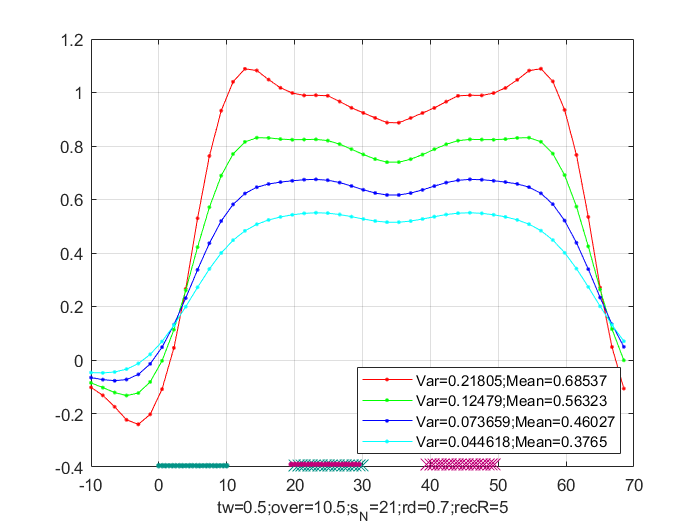 1.2
1
0.8
0.6
0.4
0.2
0
-0.2
-0.4
Var=0.21805;Mean=0.68537
Var=0.12479;Mean=0.56323
Var=0.073659;Mean=0.46027
Var=0.044618;Mean=0.3765
-10 0 10 20 30 40 50 60 70
tw=0.5;over=10.5;s_N=21;rd=0.7;recR=5